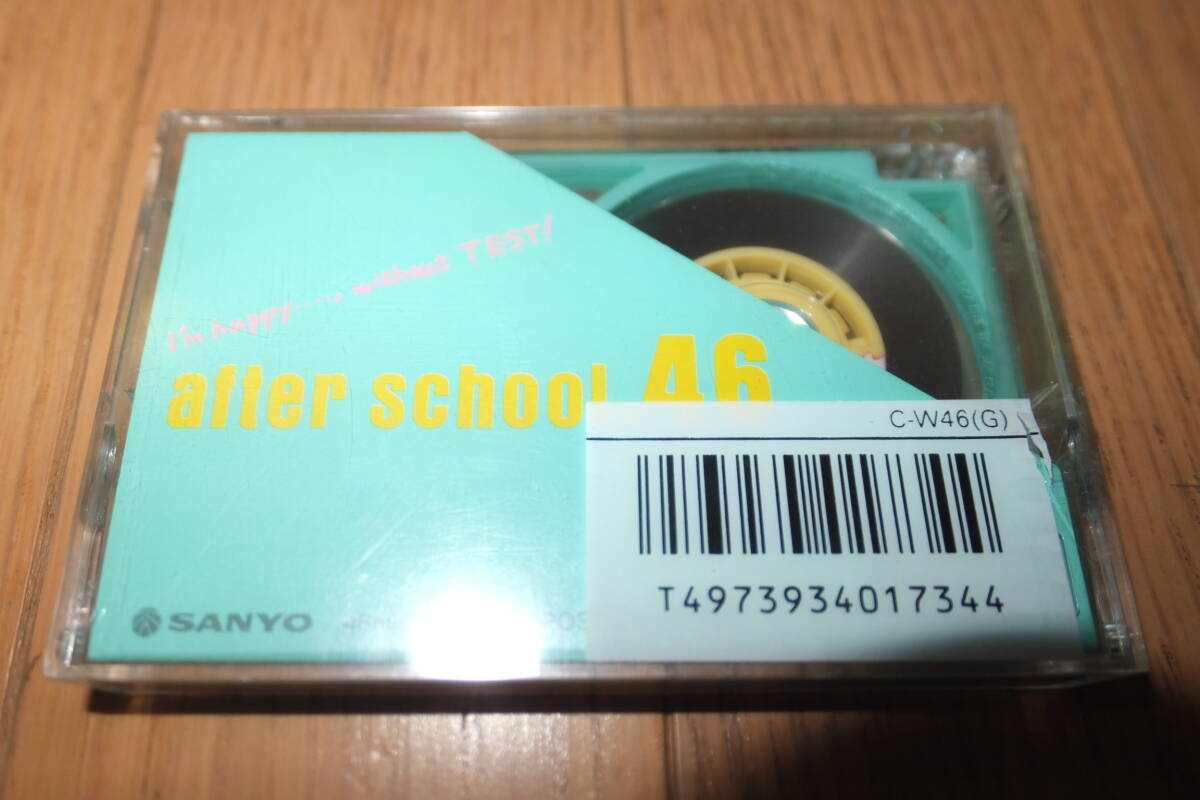 i'm happy....., without TEST!
after school 46
C-W46(G)
T4973934017344
SANYO